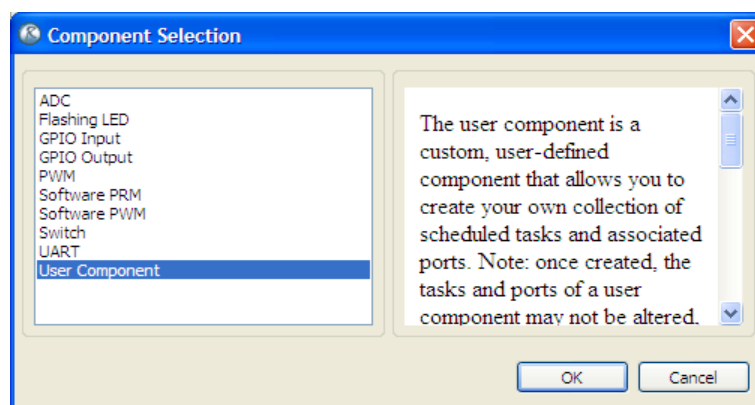 Component Selection
ADC
Flashing LED
GPIO Input
GPIO Output
PWM
Software PRM
Software PWM
Switch
UART
User Component
The user component is a
custom, user-defined
component that allows you to
create your own collection of
scheduled tasks and associated
ports. Note: once created, the
tasks and ports of a user
component may not be altered,
OK
Cancel